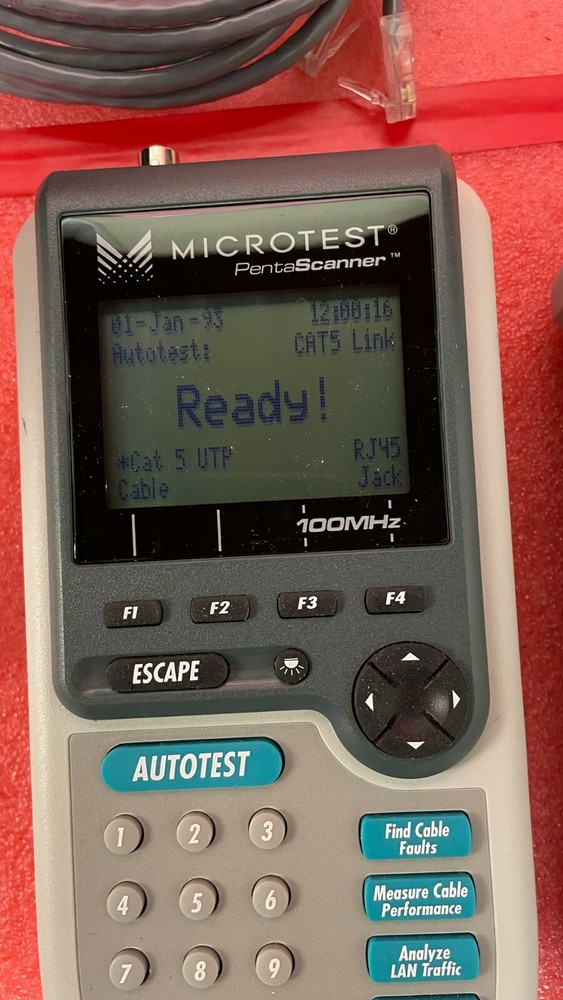 MICROTEST®
PentaScanner™
01-Jan-93 12:00:16
Autotest: CAT5 Link
Ready!
*Cat 5 UTP RJ45
Cable Jack
100MHz
F1 F2 F3 F4
ESCAPE
AUTOTEST
1 2 3
4 5 6
7 8 9
Find Cable
Faults
Measure Cable
Performance
Analyze
LAN Traffic